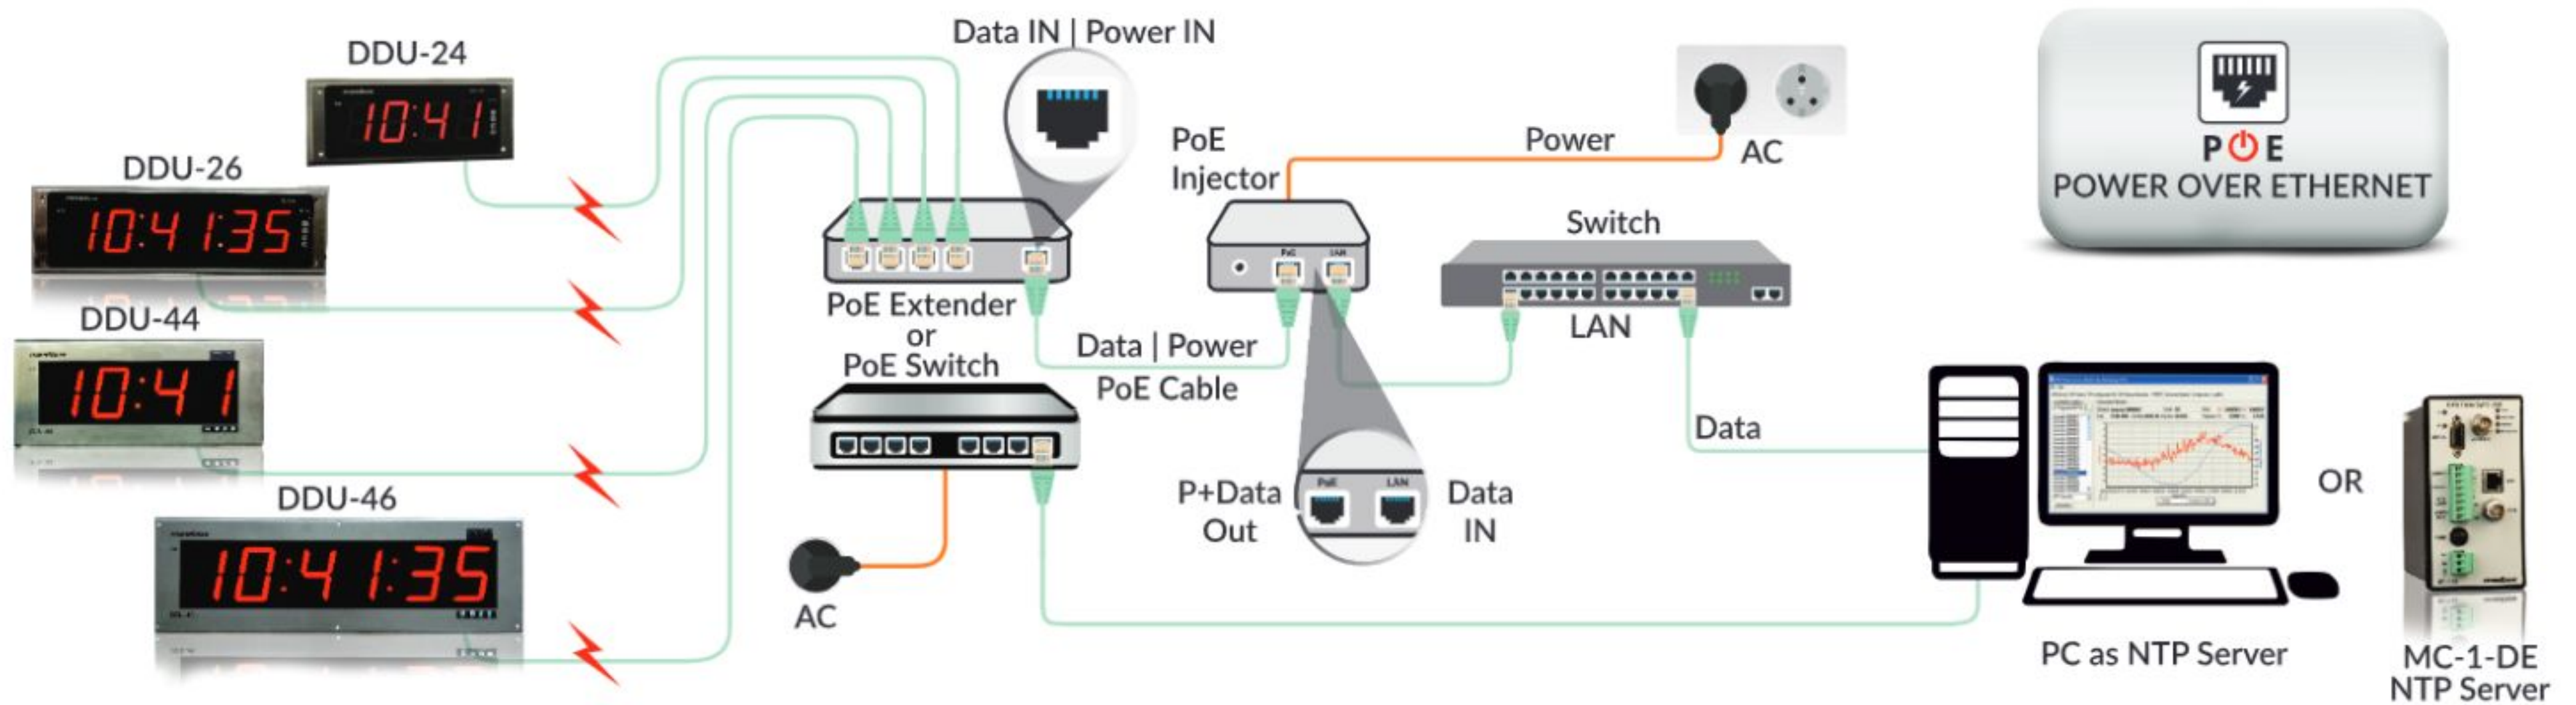 DDU-24
10:41
DDU-26
10:41:35
DDU-44
10:41
DDU-46
10:41:35
Data IN | Power IN
PoE Extender
or
PoE Switch
AC
Data | Power
PoE Cable
PoE
Injector
Power
AC
PoE
LAN
Switch
LAN
P+Data
Out
PoE
LAN
Data
IN
Data
POE
POWER OVER ETHERNET
PC as NTP Server
OR
MC-1-DE
NTP Server